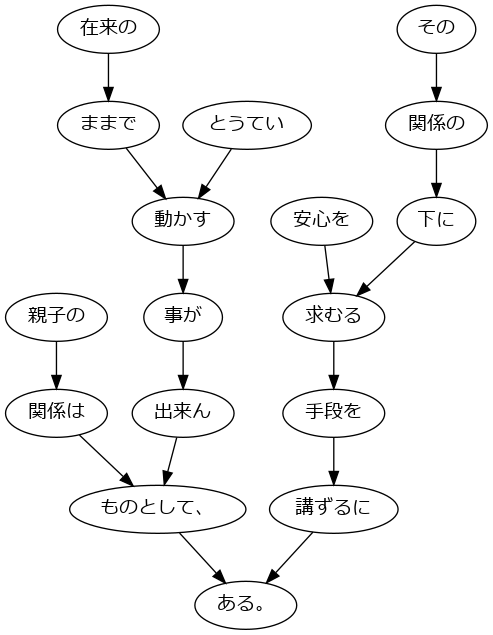 在来の
その
ままで
とうてい
関係の
動かす
安心を
下に
親子の
事が
求むる
関係は
出来ん
手段を
ものとして、
講ずるに
ある。